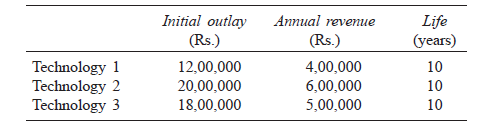 Initial outlay Annual revenue Life
(Rs.) (Rs.) (years)
Technology 1 12,00,000 4,00,000 10
Technology 2 20,00,000 6,00,000 10
Technology 3 18,00,000 5,00,000 10